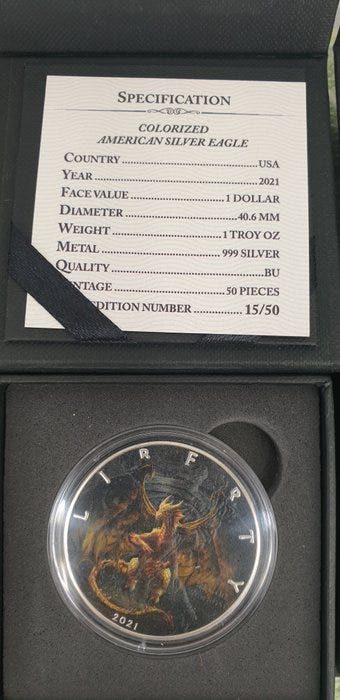 SPECIFICATION
COLORIZED
AMERICAN SILVER EAGLE
COUNTRY.....................................USA
YEAR.............................................2021
FACE VALUE..........................1 DOLLAR
DIAMETER..............................40.6 MM
WEIGHT...............................1 TROY OZ
METAL...............................999 SILVER
QUALITY..........................................BU
NTAGE..............................50 PIECES
EDITION NUMBER................15/50
LIBERTY
2021